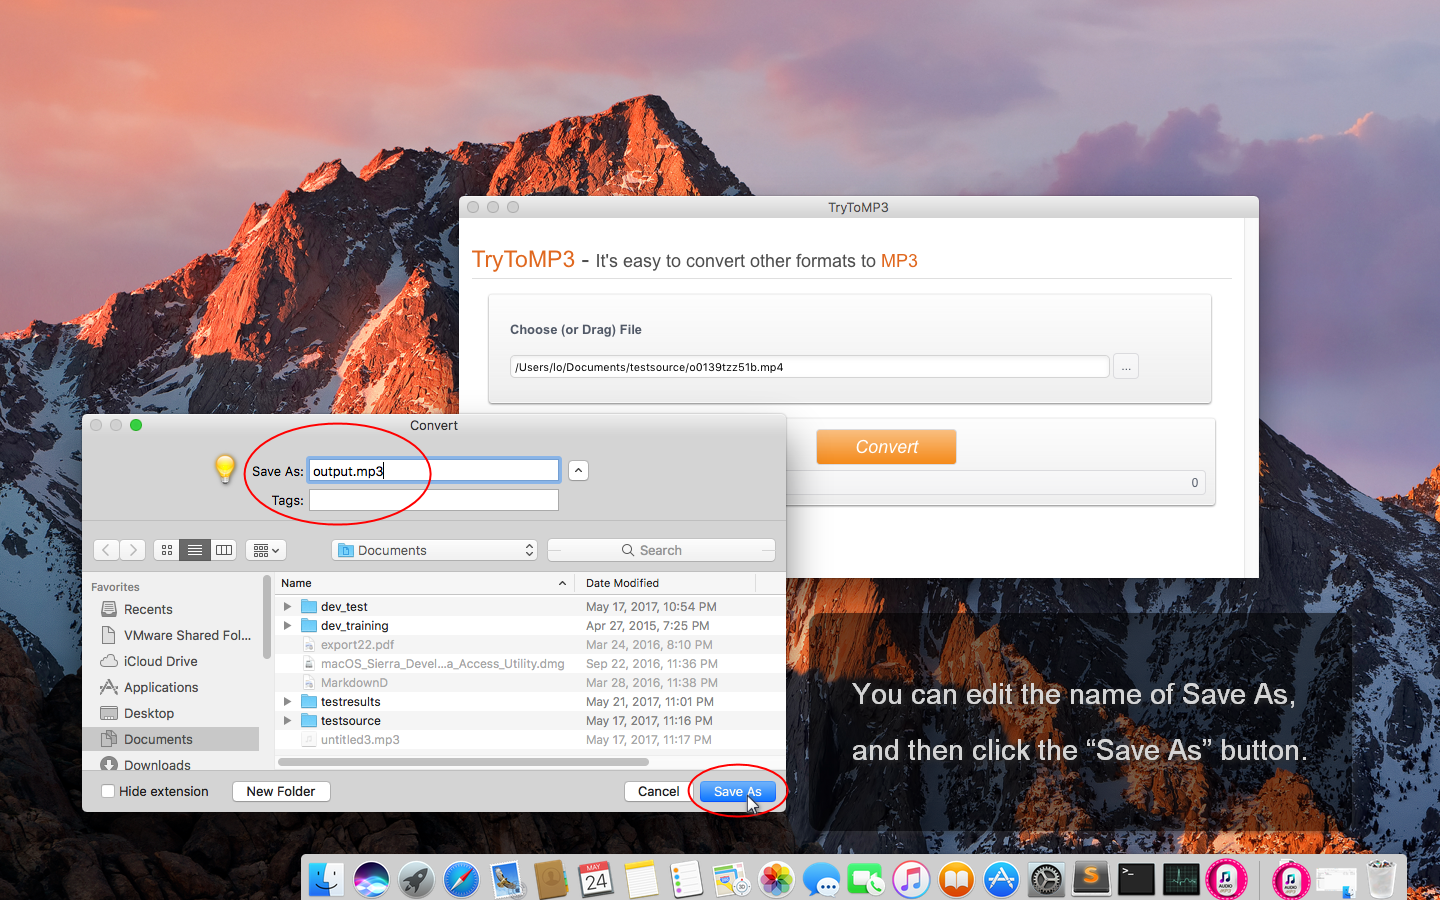 TryToMP3
TryToMP3 - It's easy to convert other formats to MP3
Choose (or Drag) File
/Users/lo/Documents/testsource/o0139tzz51b.mp4
...
Convert
0
Convert
Save As: output.mp3
Tags:
Documents
Search
Favorites
Recents
VMware Shared Fol...
iCloud Drive
Applications
Desktop
Documents
Downloads
Name Date Modified
dev_test May 17, 2017, 10:54 PM
dev_training Apr 27, 2015, 7:25 PM
export22.pdf Mar 24, 2016, 8:10 PM
macOS_Sierra_Devel...a_Access_Utility.dmg Sep 22, 2016, 11:36 PM
MarkdownD Mar 28, 2016, 11:38 PM
testresults May 21, 2017, 11:01 PM
testsource May 17, 2017, 11:16 PM
untitled3.mp3 May 17, 2017, 11:17 PM
Hide extension
New Folder
Cancel
Save As
You can edit the name of Save As,
and then click the “Save As” button.
MAY
24
S
AUDIO
AUDIO